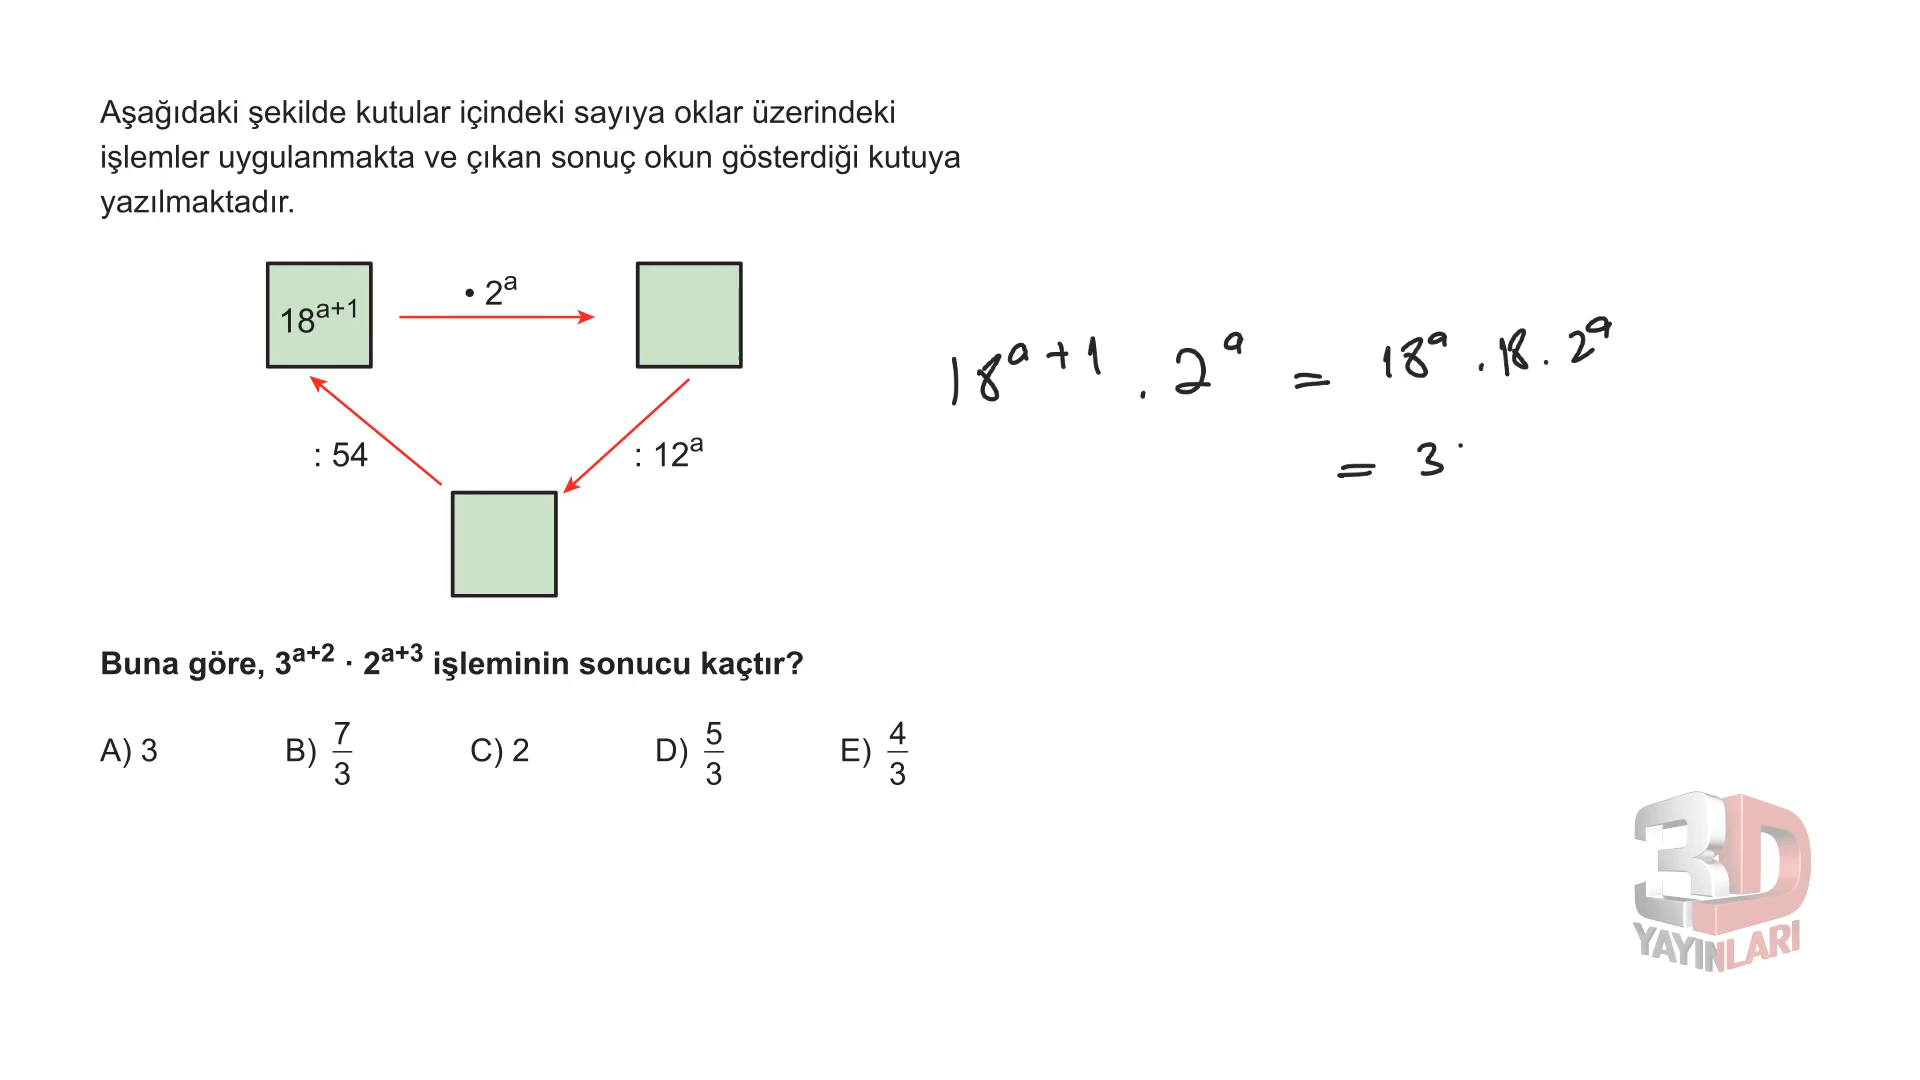 Aşağıdaki şekilde kutular içindeki sayıya oklar üzerindeki
işlemler uygulanmakta ve çıkan sonuç okun gösterdiği kutuya
yazılmaktadır.
18^{a+1}
• 2^a
: 54
: 12^a
18^{a+1} . 2^a = 18^a . 18 . 2^a
= 3 ·
Buna göre, 3^{a+2} · 2^{a+3} işleminin sonucu kaçtır?
A) 3 B) 7/3 C) 2 D) 5/3 E) 4/3
3D
YAYINLARI